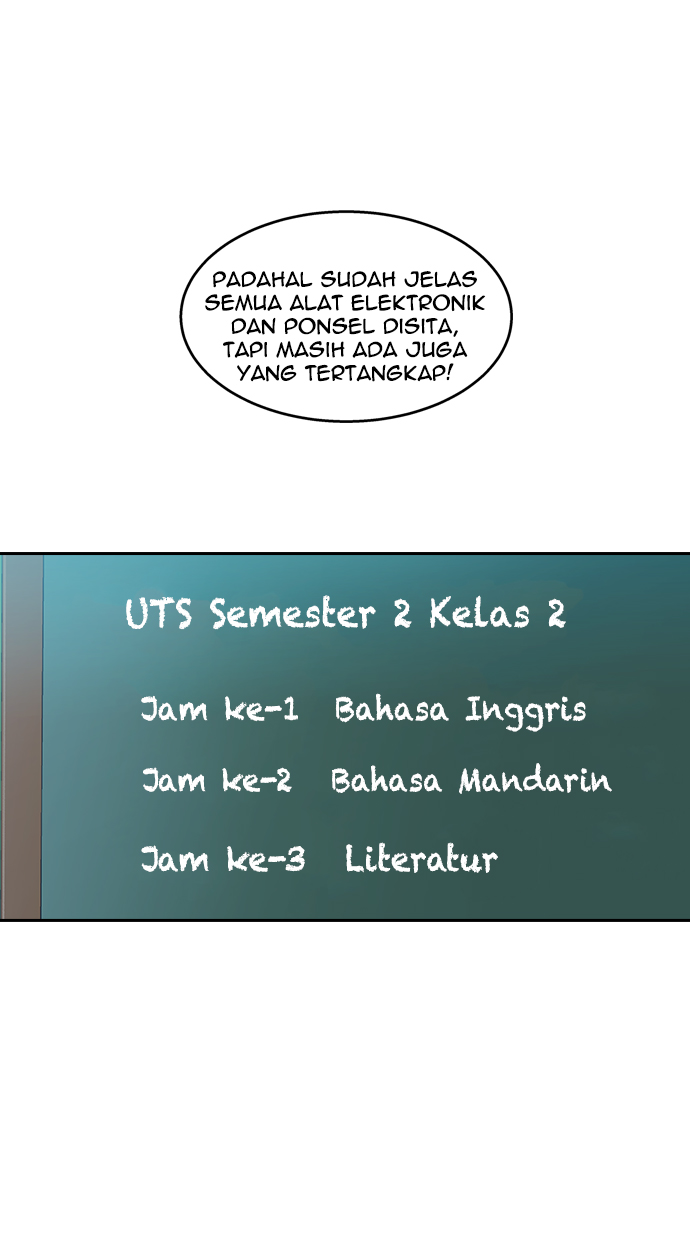 PADAHAL SUDAH JELAS
SEMUA ALAT ELEKTRONIK
DAN PONSEL DISITA,
TAPI MASIH ADA JUGA
YANG TERTANGKAP!
UTS Semester 2 Kelas 2
Jam ke-1 Bahasa Inggris
Jam ke-2 Bahasa Mandarin
Jam ke-3 Literatur